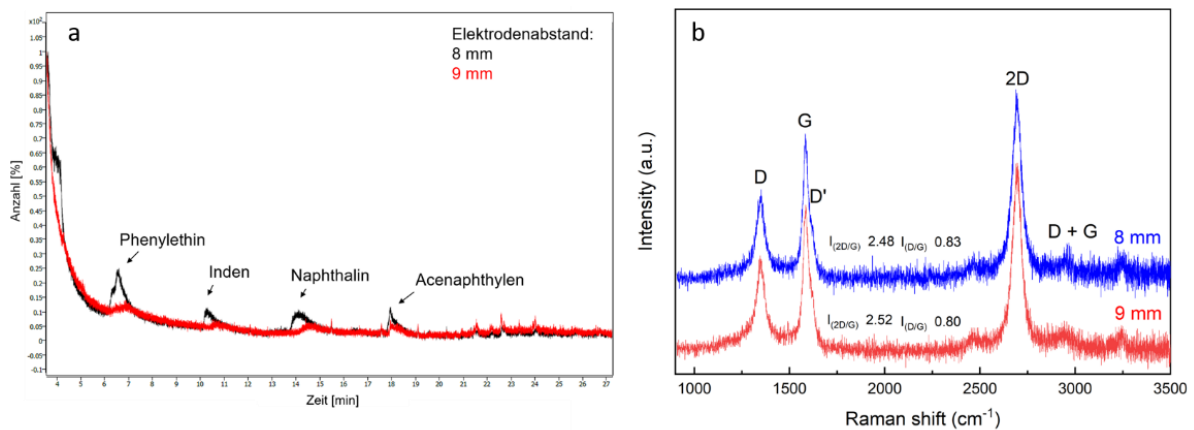 a
Elektrodenabstand:
8 mm
9 mm
x10²
1.05
1
0.95
0.9
0.85
0.8
0.75
0.7
0.65
0.6
0.55
0.5
0.45
0.4
0.35
0.3
0.25
0.2
0.15
0.1
0.05
0
-0.05
-0.1
Anzahl [%]
Phenylethin
Inden
Naphthalin
Acenaphthylen
4 5 6 7 8 9 10 11 12 13 14 15 16 17 18 19 20 21 22 23 24 25 26 27
Zeit [min]
b
Intensity (a.u.)
D
G
D'
2D
D + G
8 mm
I(2D/G) 2.48 I(D/G) 0.83
9 mm
I(2D/G) 2.52 I(D/G) 0.80
1000 1500 2000 2500 3000 3500
Raman shift (cm⁻¹)